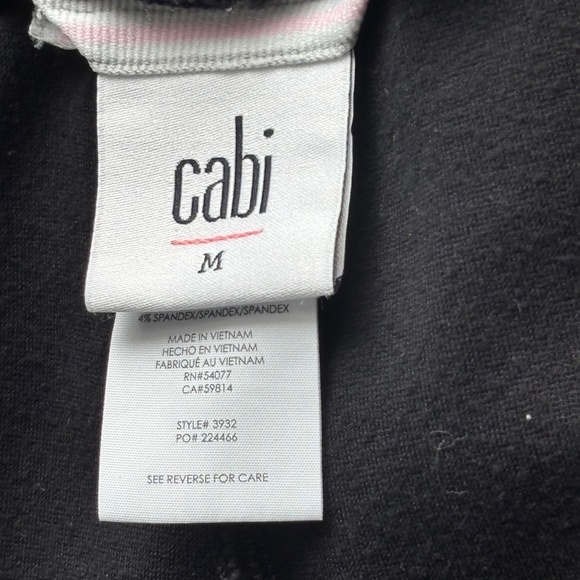 cabi
M
4% SPANDEX/SPANDEX/SPANDEX
MADE IN VIETNAM
HECHO EN VIETNAM
FABRIQUÉ AU VIETNAM
RN#54077
CA#59814
STYLE# 3932
PO# 224466
SEE REVERSE FOR CARE